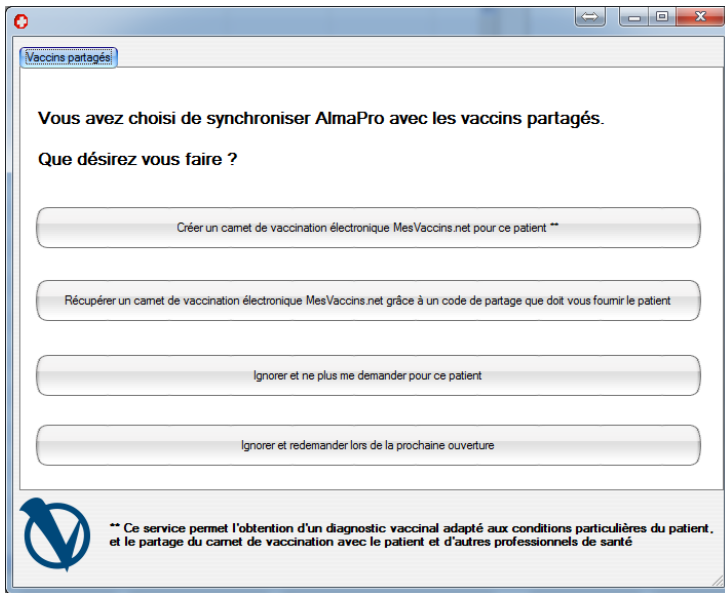 Vaccins partagés
Vous avez choisi de synchroniser AlmaPro avec les vaccins partagés.
Que désirez vous faire ?
Créer un carnet de vaccination électronique MesVaccins.net pour ce patient **
Récupérer un carnet de vaccination électronique MesVaccins.net grâce à un code de partage que doit vous fournir le patient
Ignorer et ne plus me demander pour ce patient
Ignorer et redemander lors de la prochaine ouverture
** Ce service permet l'obtention d'un diagnostic vaccinal adapté aux conditions particulières du patient,
et le partage du carnet de vaccination avec le patient et d'autres professionnels de santé